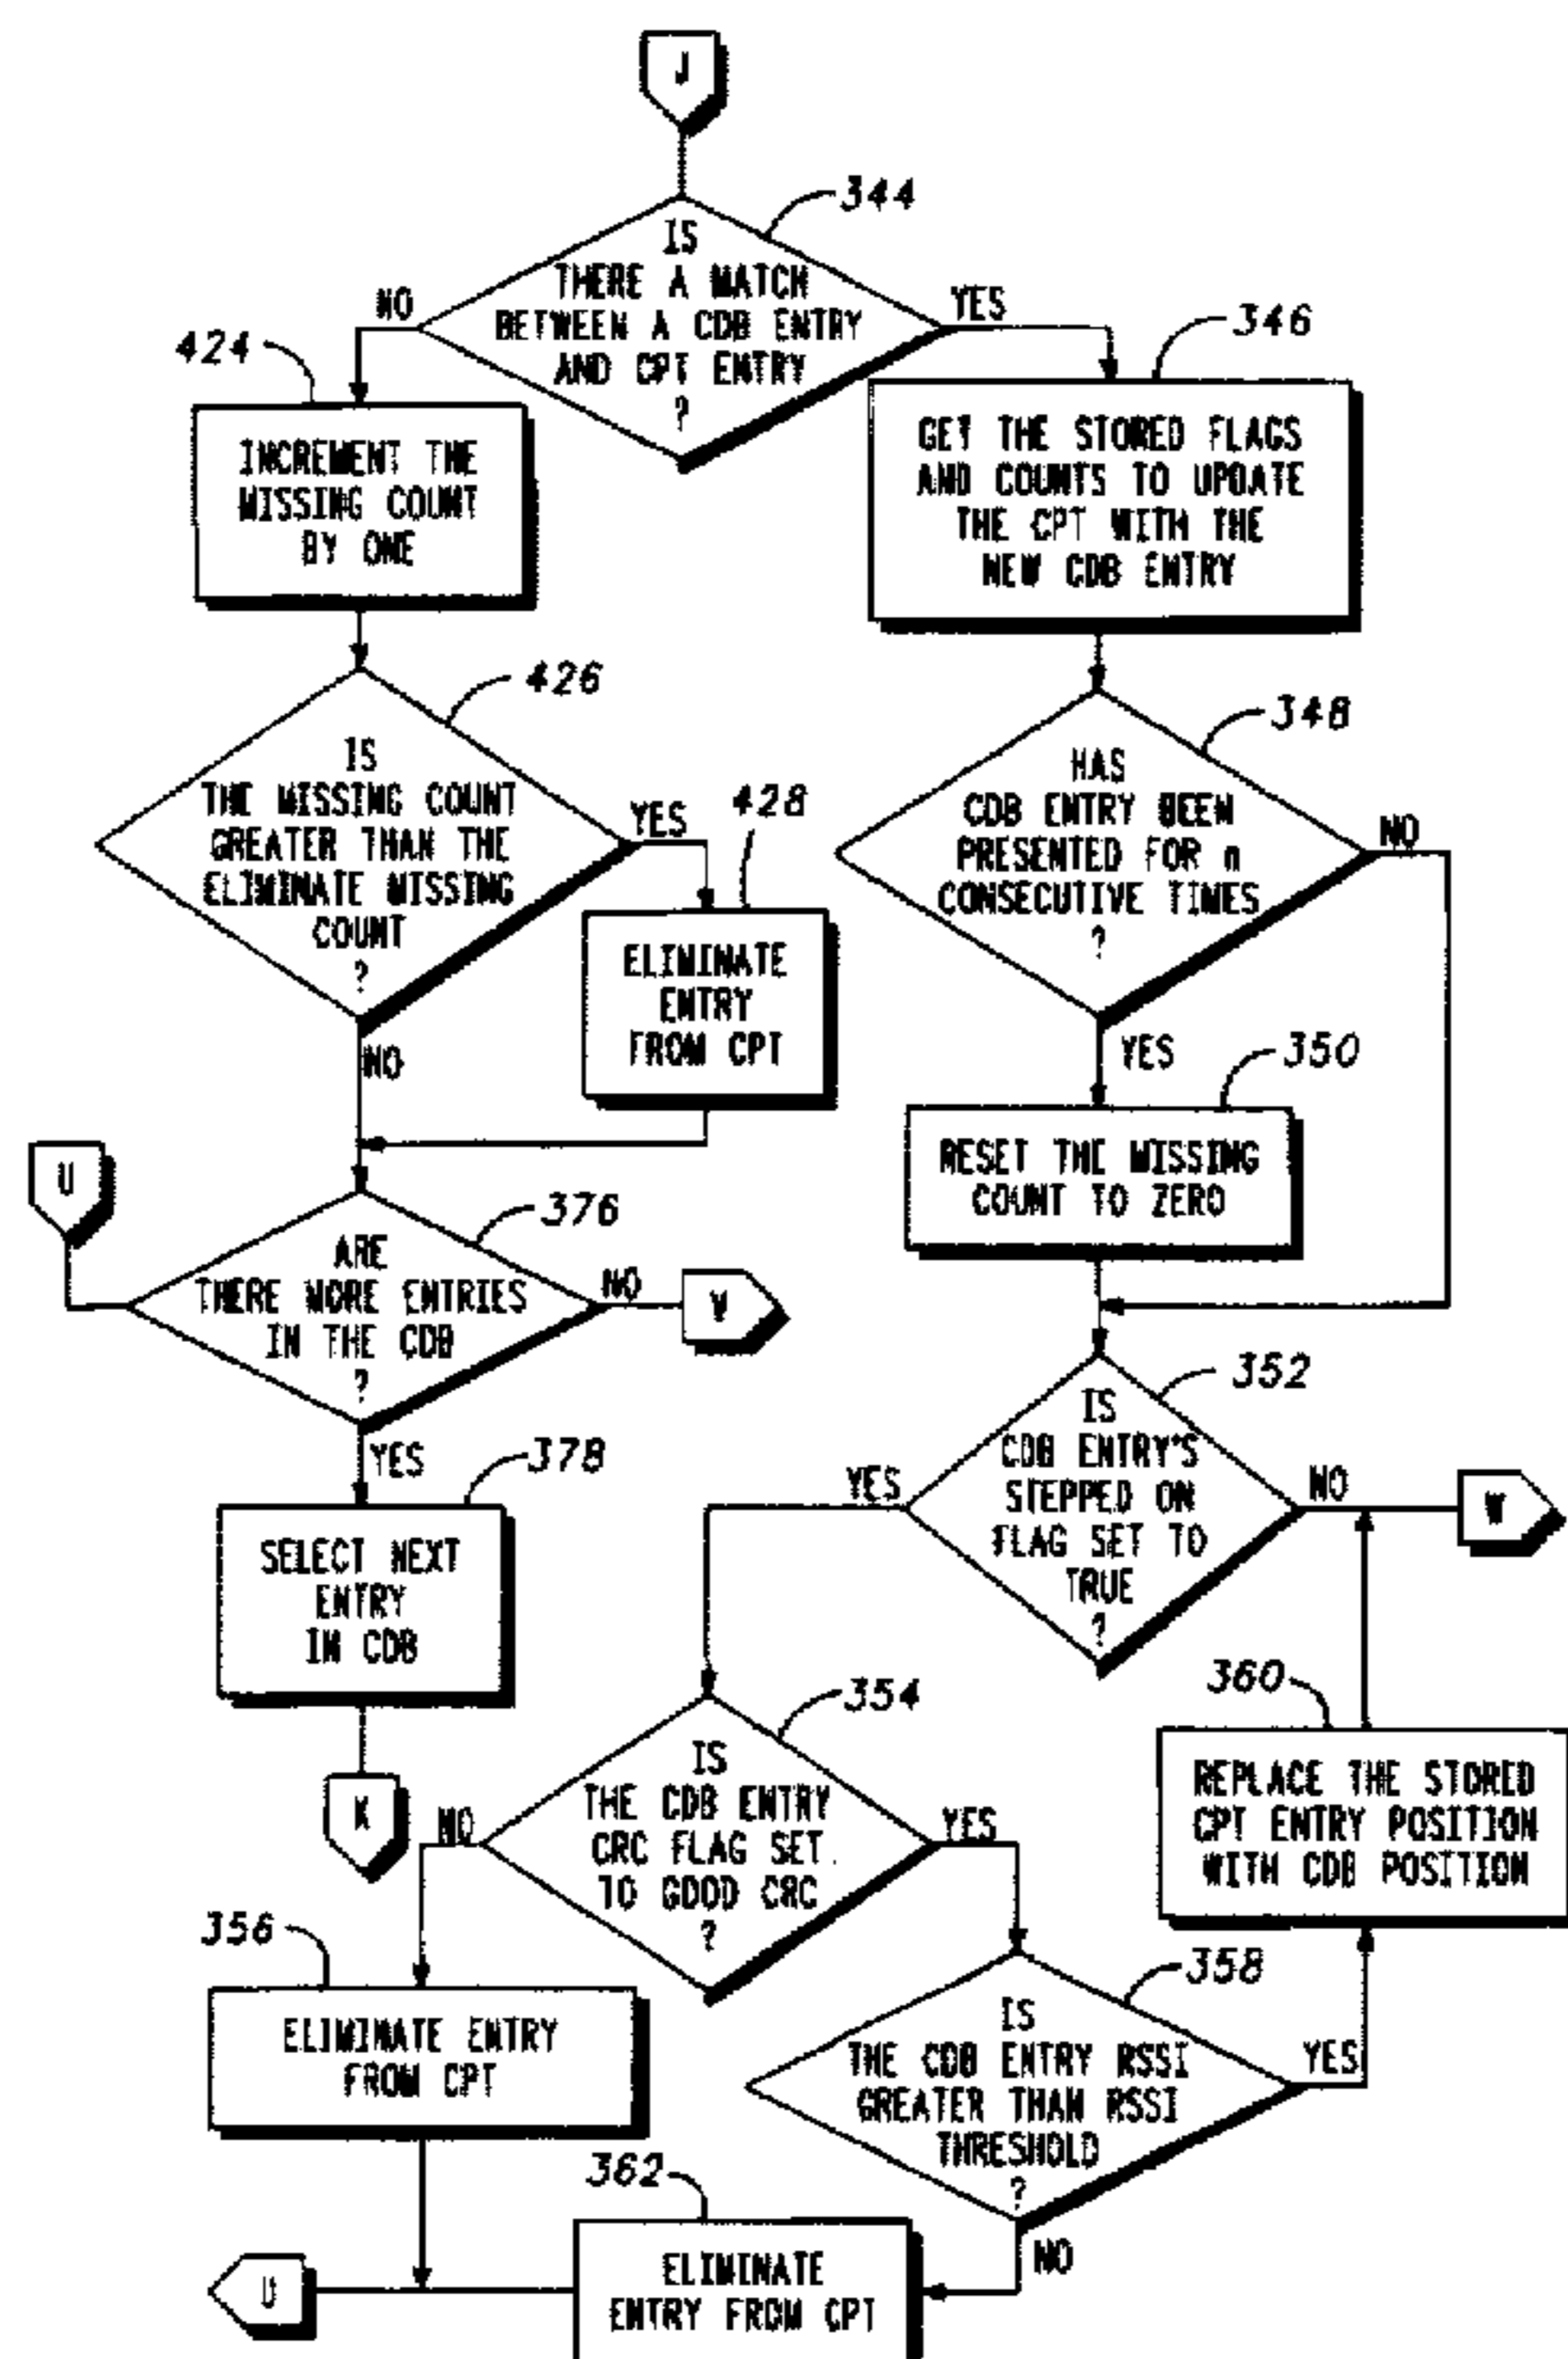 J
344
IS
THERE A MATCH
BETWEEN A CDB ENTRY
AND CPT ENTRY
?
NO
YES
424
INCREMENT THE
MISSING COUNT
BY ONE
346
GET THE STORED FLAGS
AND COUNTS TO UPDATE
THE CPT WITH THE
NEW CDB ENTRY
426
IS
THE MISSING COUNT
GREATER THAN THE
ELIMINATE MISSING
COUNT
?
YES
NO
428
ELIMINATE
ENTRY
FROM CPT
348
HAS
CDB ENTRY BEEN
PRESENTED FOR n
CONSECUTIVE TIMES
?
NO
YES
350
RESET THE MISSING
COUNT TO ZERO
U
376
ARE
THERE MORE ENTRIES
IN THE CDB
?
NO
V
YES
378
SELECT NEXT
ENTRY
IN CDB
K
352
IS
CDB ENTRY'S
STEPPED ON
FLAG SET TO
TRUE
?
YES
NO
W
354
IS
THE CDB ENTRY
CRC FLAG SET
TO GOOD CRC
?
NO
YES
360
REPLACE THE STORED
CPT ENTRY POSITION
WITH CDB POSITION
356
ELIMINATE ENTRY
FROM CPT
358
IS
THE CDB ENTRY RSSI
GREATER THAN RSSI
THRESHOLD
?
YES
NO
362
ELIMINATE
ENTRY FROM CPT
U